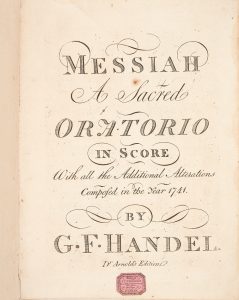 MESSIAH
A Sacred
ORATORIO
IN SCORE
With all the Additional Alterations
Composed in the Year 1741.
BY
G·F·HANDEL
Dr. Arnold's Edition